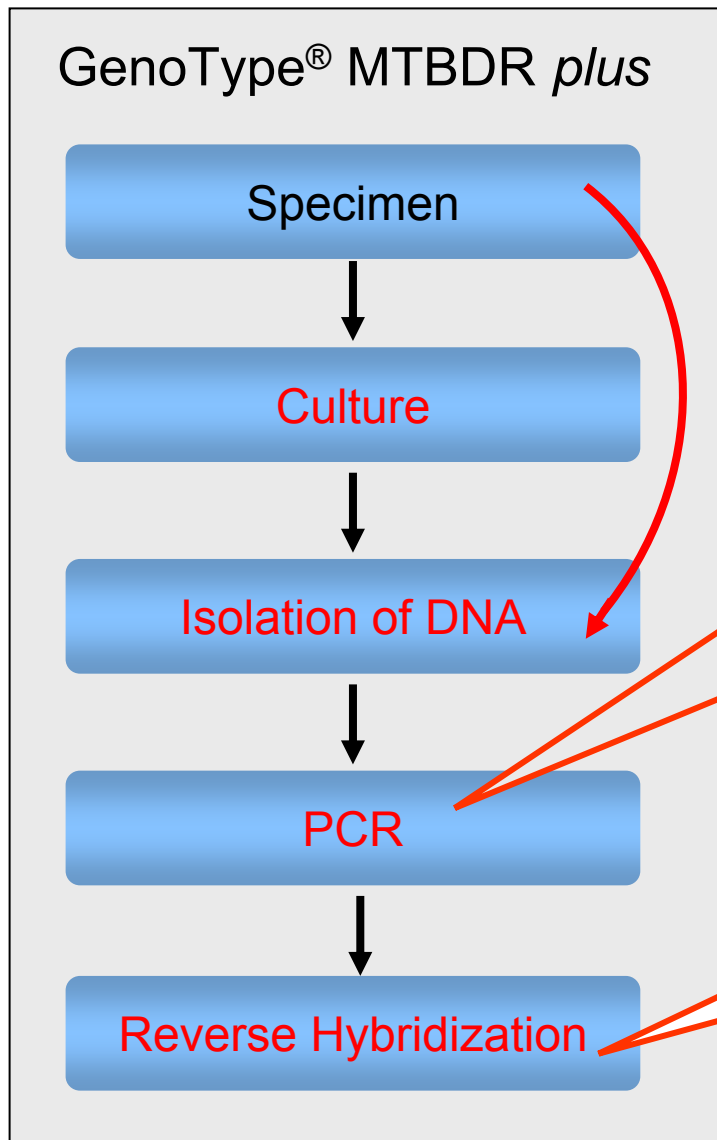 GenoType® MTBDR plus
Specimen
Culture
Isolation of DNA
PCR
Reverse Hybridization